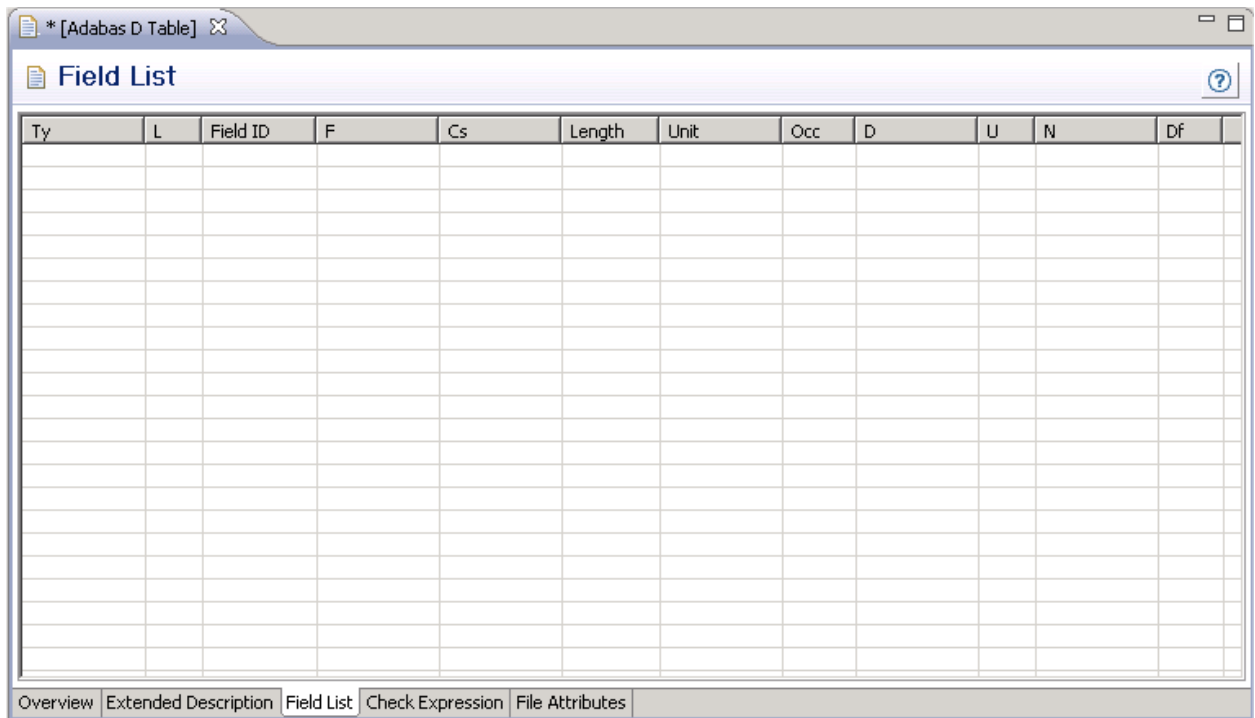 * [Adabas D Table]
Field List
Ty L Field ID F Cs Length Unit Occ D U N Df
Overview Extended Description Field List Check Expression File Attributes